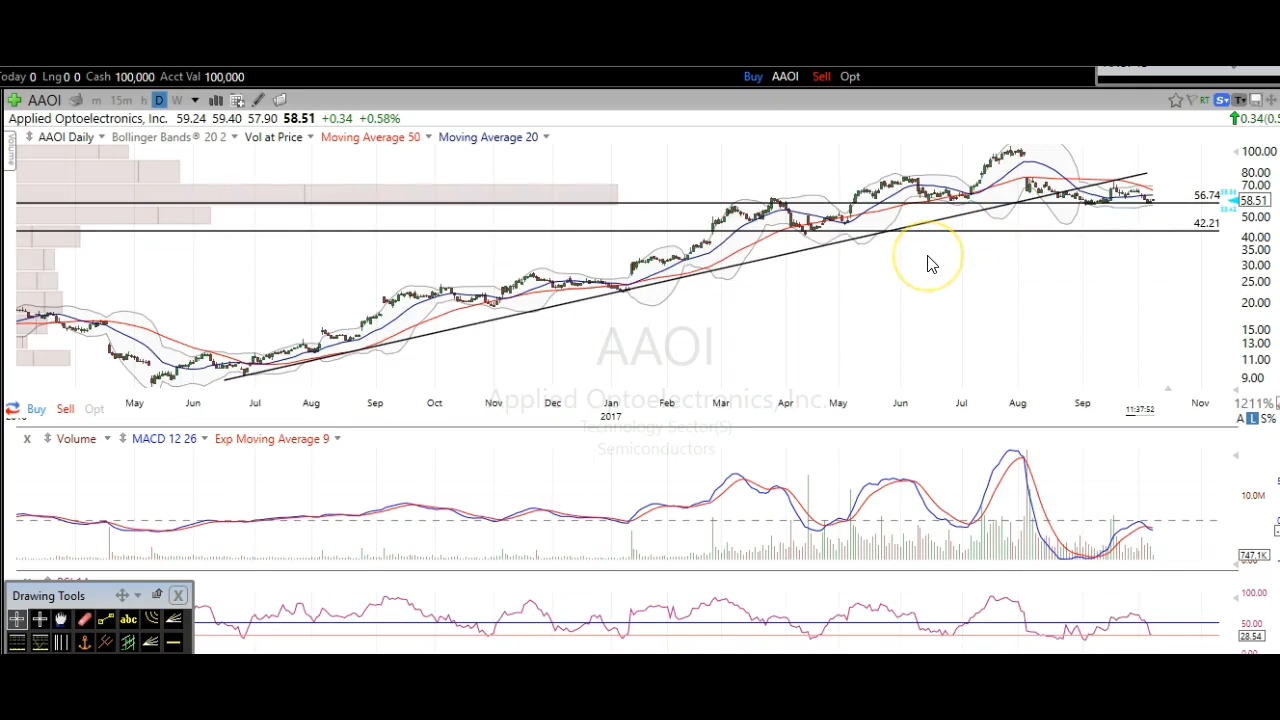 Today 0 Lng 0 0 Cash 100,000 Acct Val 100,000 Buy AAOI Sell Opt
AAOI m 15m h D W RT S T
Applied Optoelectronics, Inc. 59.24 59.40 57.90 58.51 +0.34 +0.58% 0.34(0.5
AAOI Daily Bollinger Bands® 20 2 Vol at Price Moving Average 50 Moving Average 20
Volume
100.00
80.00
70.00
56.74
58.51
50.00
42.21
40.00
35.00
30.00
25.00
20.00
15.00
13.00
11.00
9.00
AAOI
Applied Optoelectronics, Inc.
Technology Sector(S)
Semiconductors
May Jun Jul Aug Sep Oct Nov Dec Jan Feb Mar Apr May Jun Jul Aug Sep Nov
2017
11:37:52
1211%
Buy Sell Opt
A L S%
X Volume MACD 12 26 Exp Moving Average 9
10.0M
747.1K
Drawing Tools X
abc
100.00
50.00
28.54